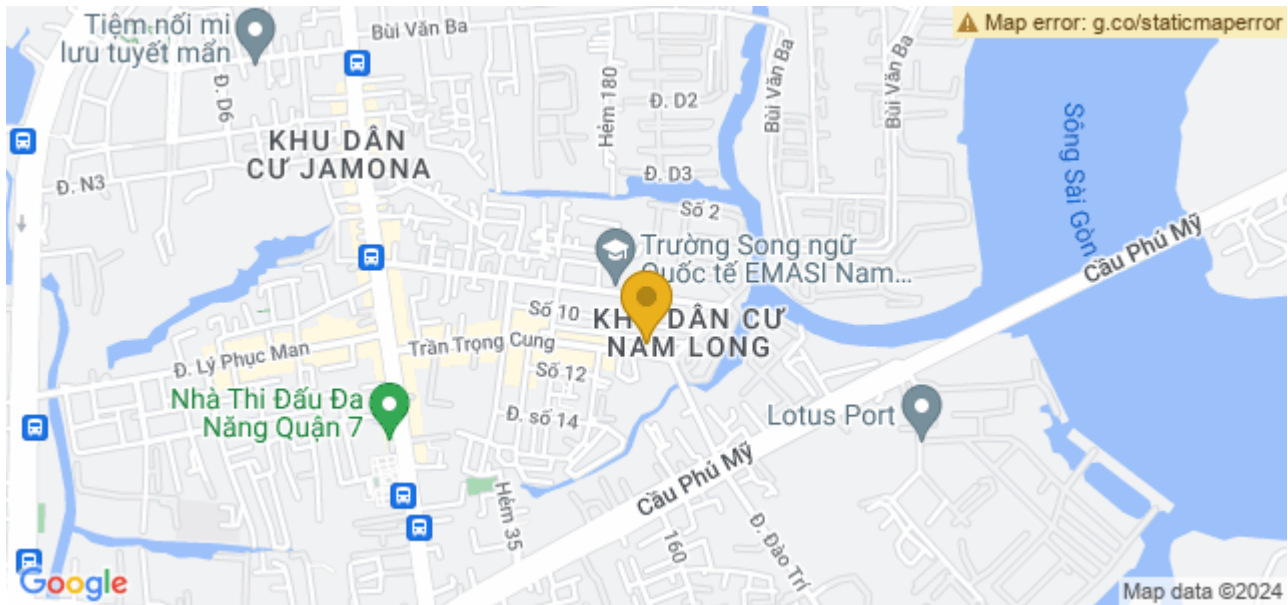 Tiệm nối mi
lưu tuyết mẩn
Bùi Văn Ba
Map error: g.co/staticmaperror
Đ. D6
Hẻm 180
Đ. D2
Bùi Văn Ba
Bùi Văn Ba
Sông Sài Gòn
KHU DÂN
CƯ JAMONA
Đ. N3
Đ. D3
Số 2
Trường Song ngữ
Quốc tế EMASI Nam...
Cầu Phú Mỹ
Số 10
KHU DÂN CƯ
NAM LONG
Trần Trọng Cung
Đ. Lý Phục Man
Số 12
Nhà Thi Đấu Đa
Năng Quận 7
Đ. số 14
Lotus Port
Cầu Phú Mỹ
Hẻm 35
160
Đ. Đào Trí
Google
Map data ©2024